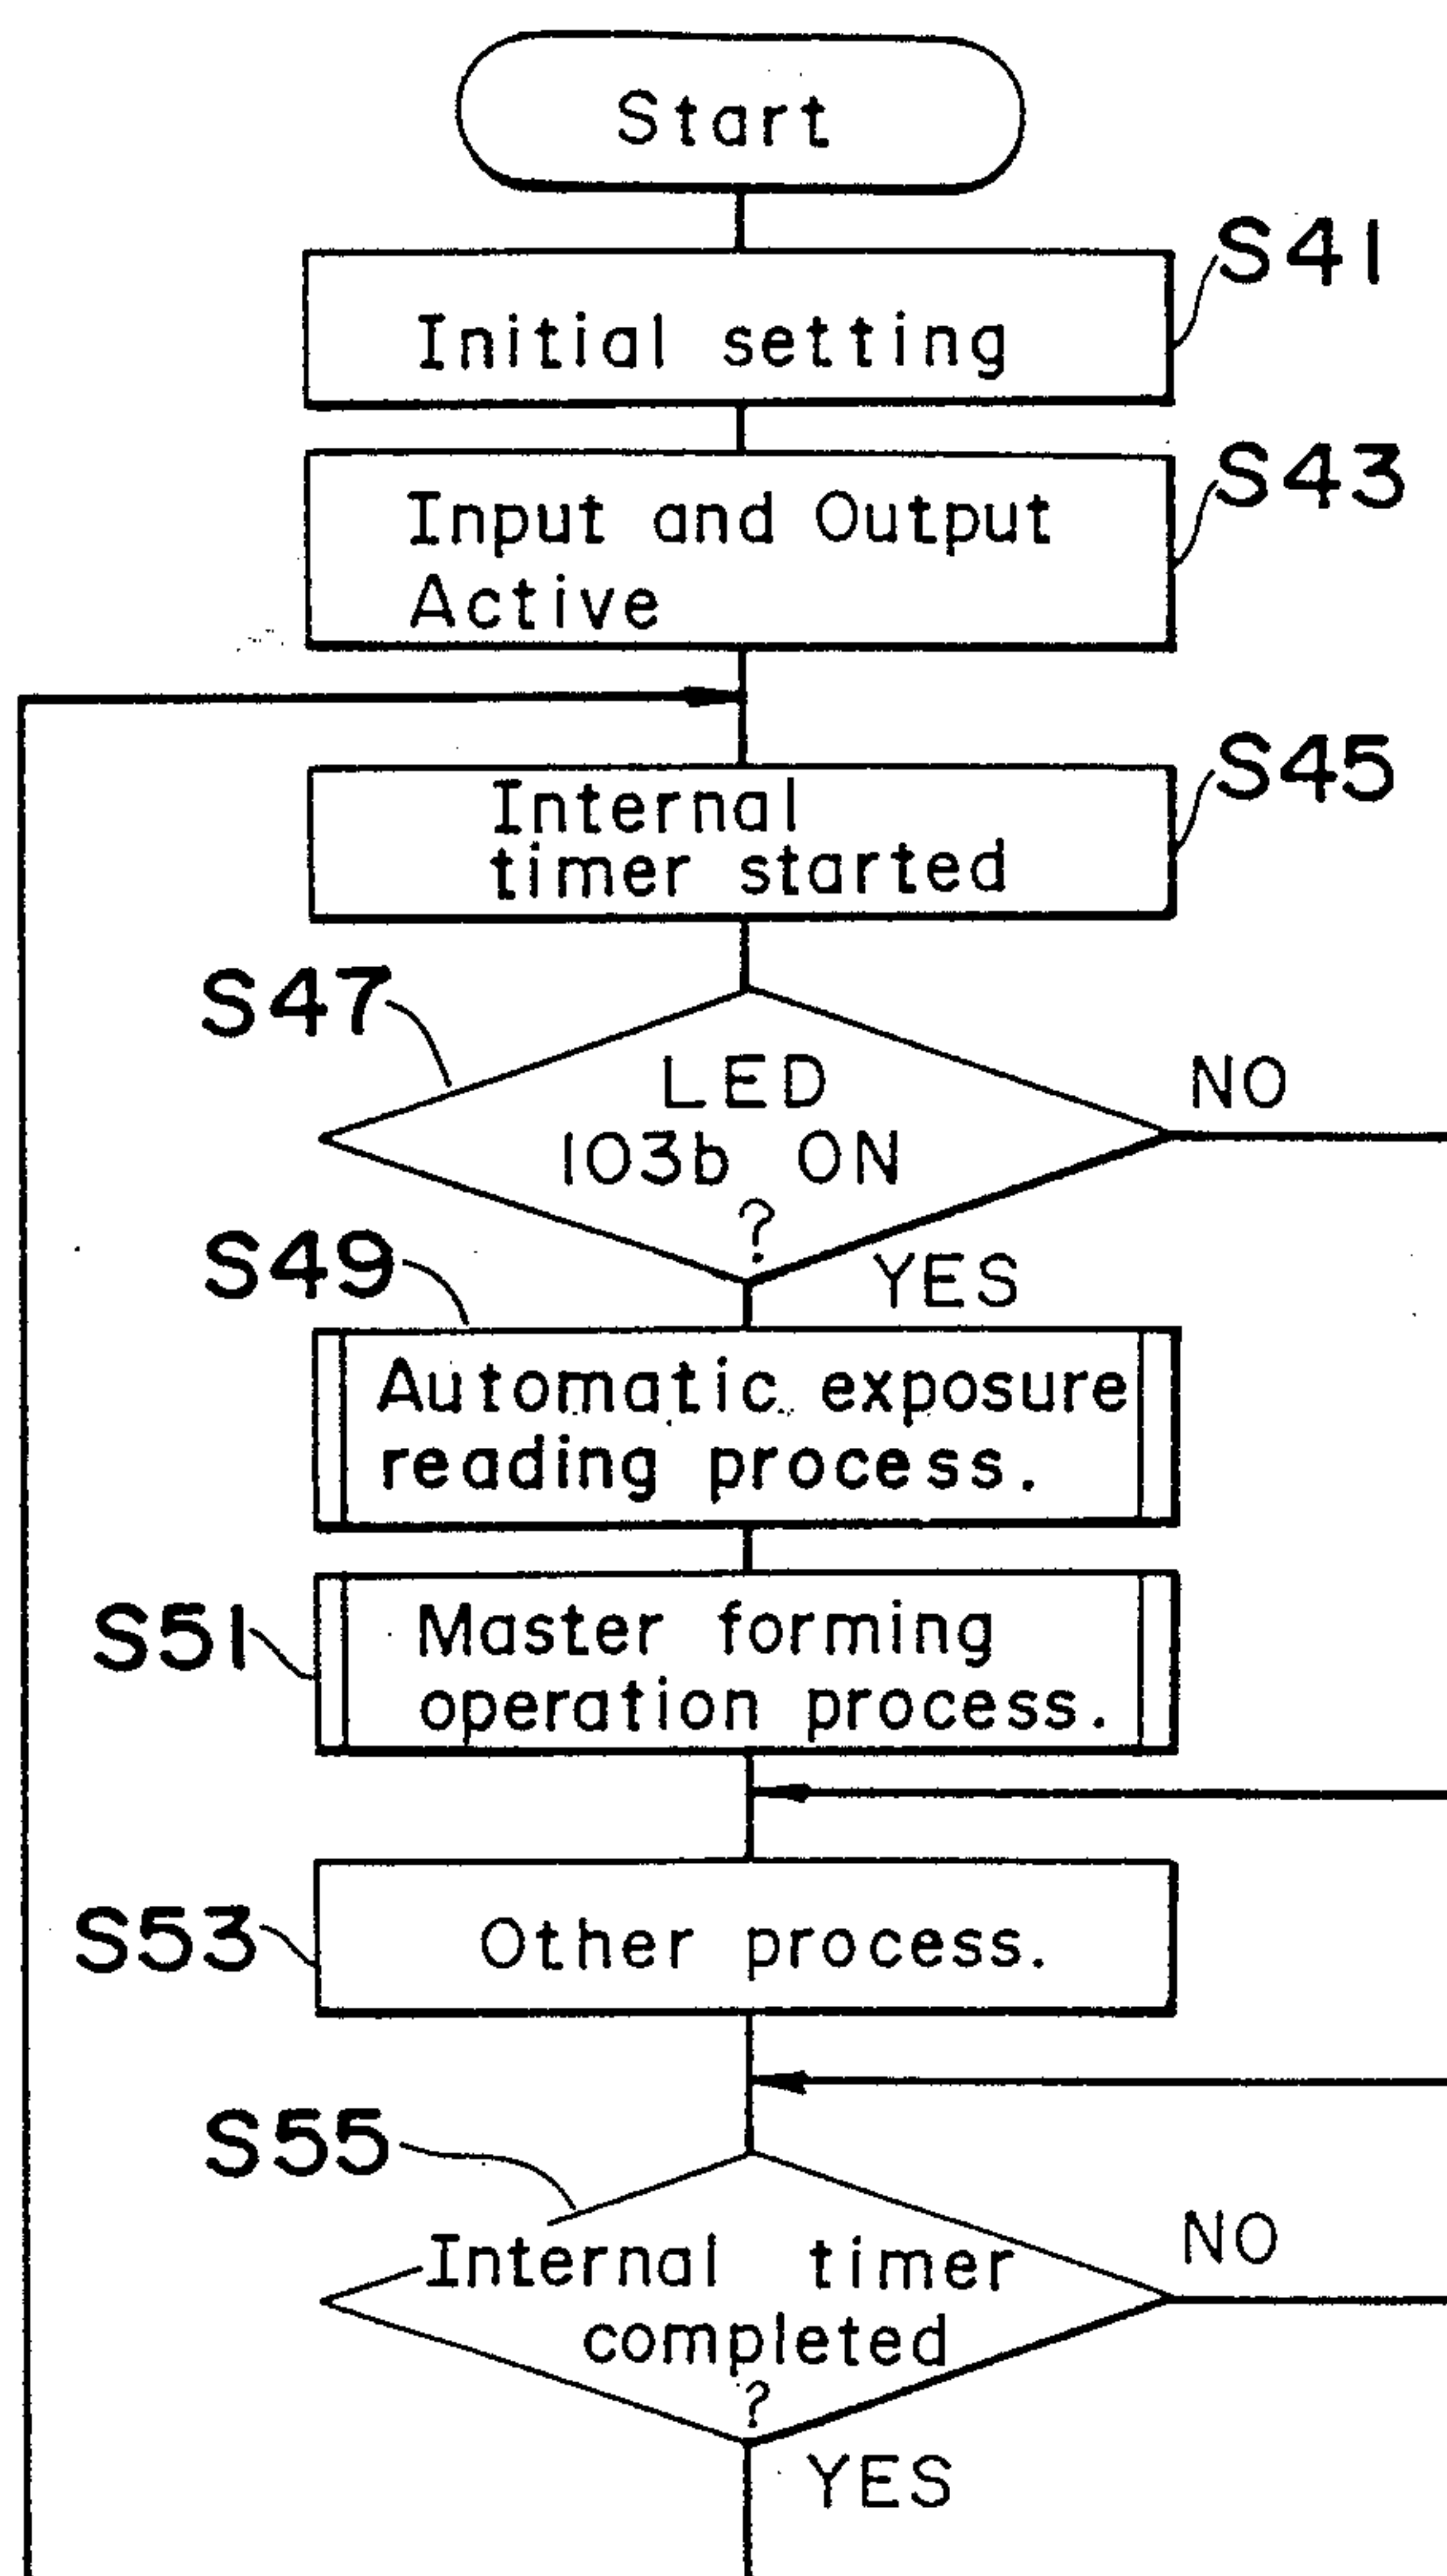 Start
S41
Initial setting
S43
Input and Output
Active
S45
Internal
timer started
S47
LED
103b ON
?
NO
YES
S49
Automatic exposure
reading process.
S51
Master forming
operation process.
S53
Other process.
S55
Internal timer
completed
?
NO
YES